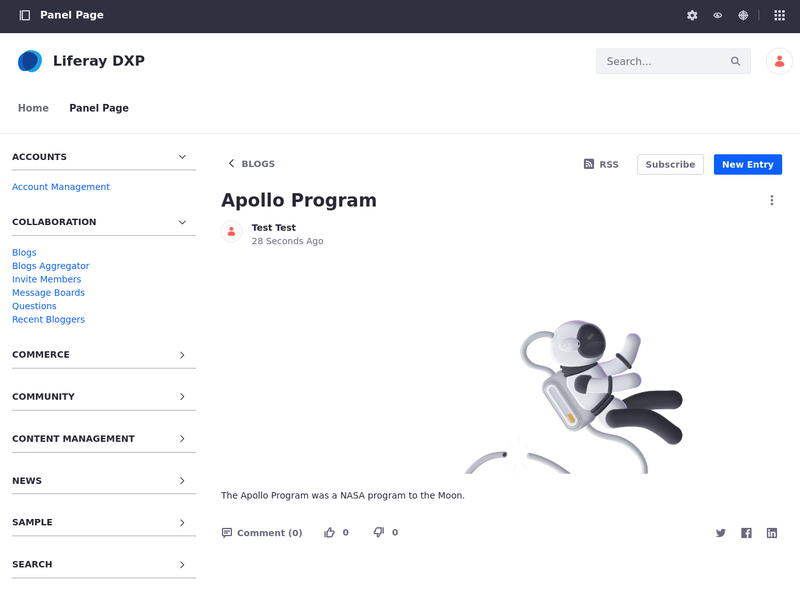 Panel Page
Liferay DXP
Search...
Home
Panel Page
ACCOUNTS
Account Management
COLLABORATION
Blogs
Blogs Aggregator
Invite Members
Message Boards
Questions
Recent Bloggers
COMMERCE
COMMUNITY
CONTENT MANAGEMENT
NEWS
SAMPLE
SEARCH
BLOGS
RSS
Subscribe
New Entry
Apollo Program
Test Test
28 Seconds Ago
The Apollo Program was a NASA program to the Moon.
Comment (0)
0
0